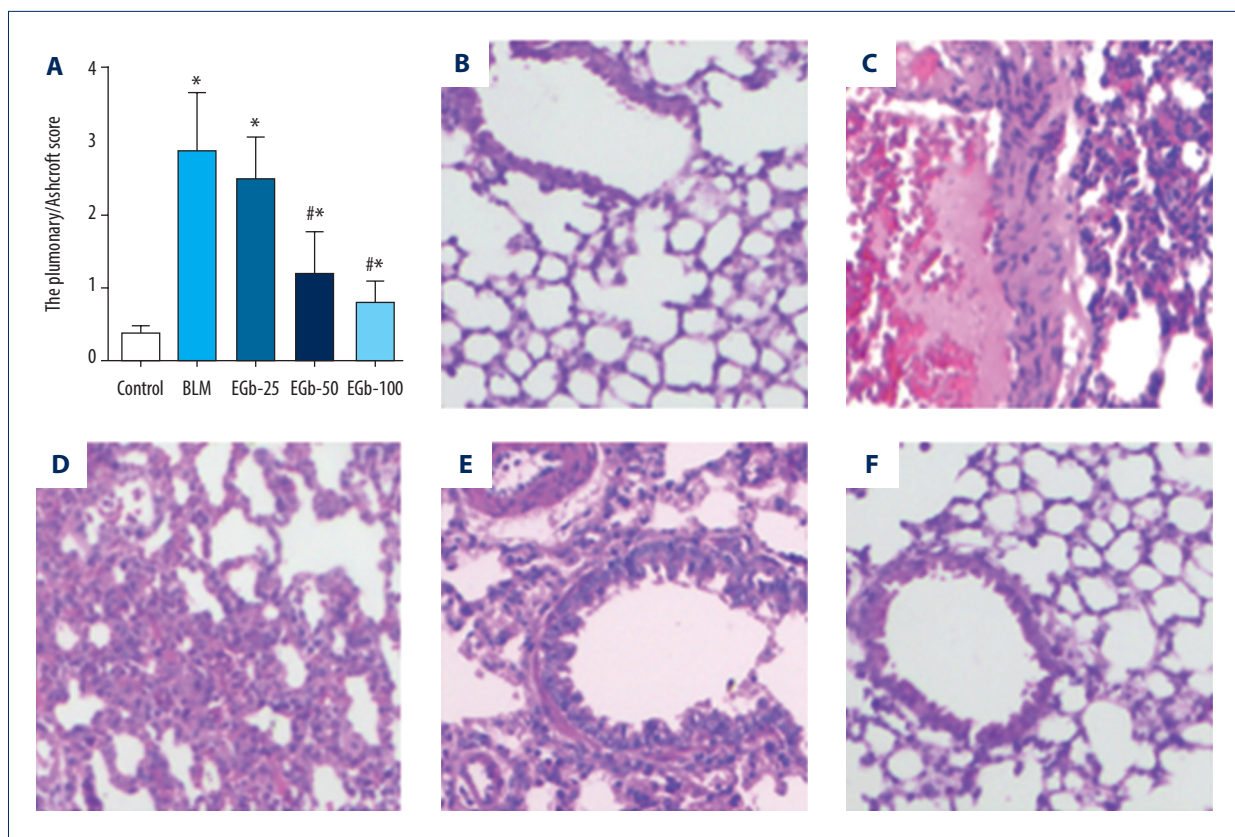 A
B
C
The plumonary/Ashcroft score
4
3
2
1
0
*
*
#*
#*
Control BLM EGb-25 EGb-50 EGb-100
D
E
F